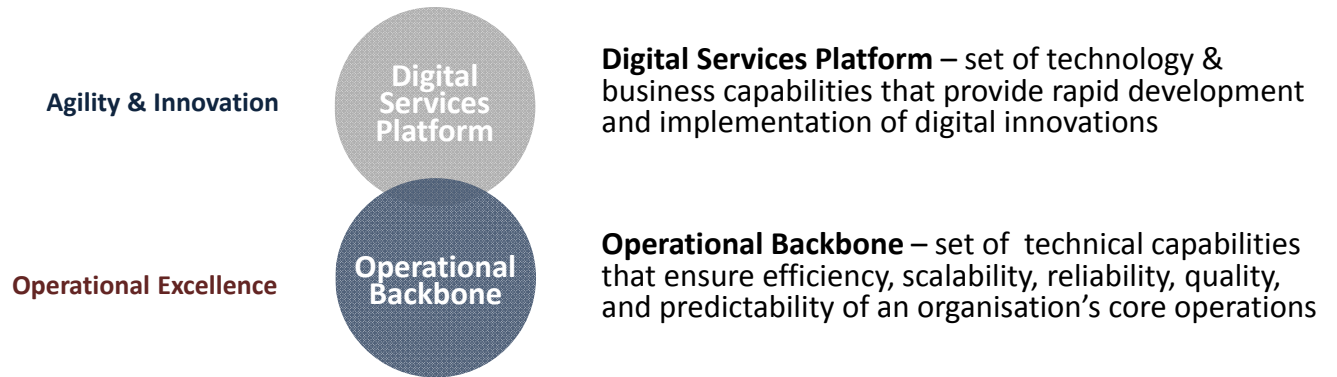 Agility & Innovation
Digital
Services
Platform
Digital Services Platform – set of technology &
business capabilities that provide rapid development
and implementation of digital innovations
Operational Excellence
Operational
Backbone
Operational Backbone – set of technical capabilities
that ensure efficiency, scalability, reliability, quality,
and predictability of an organisation’s core operations